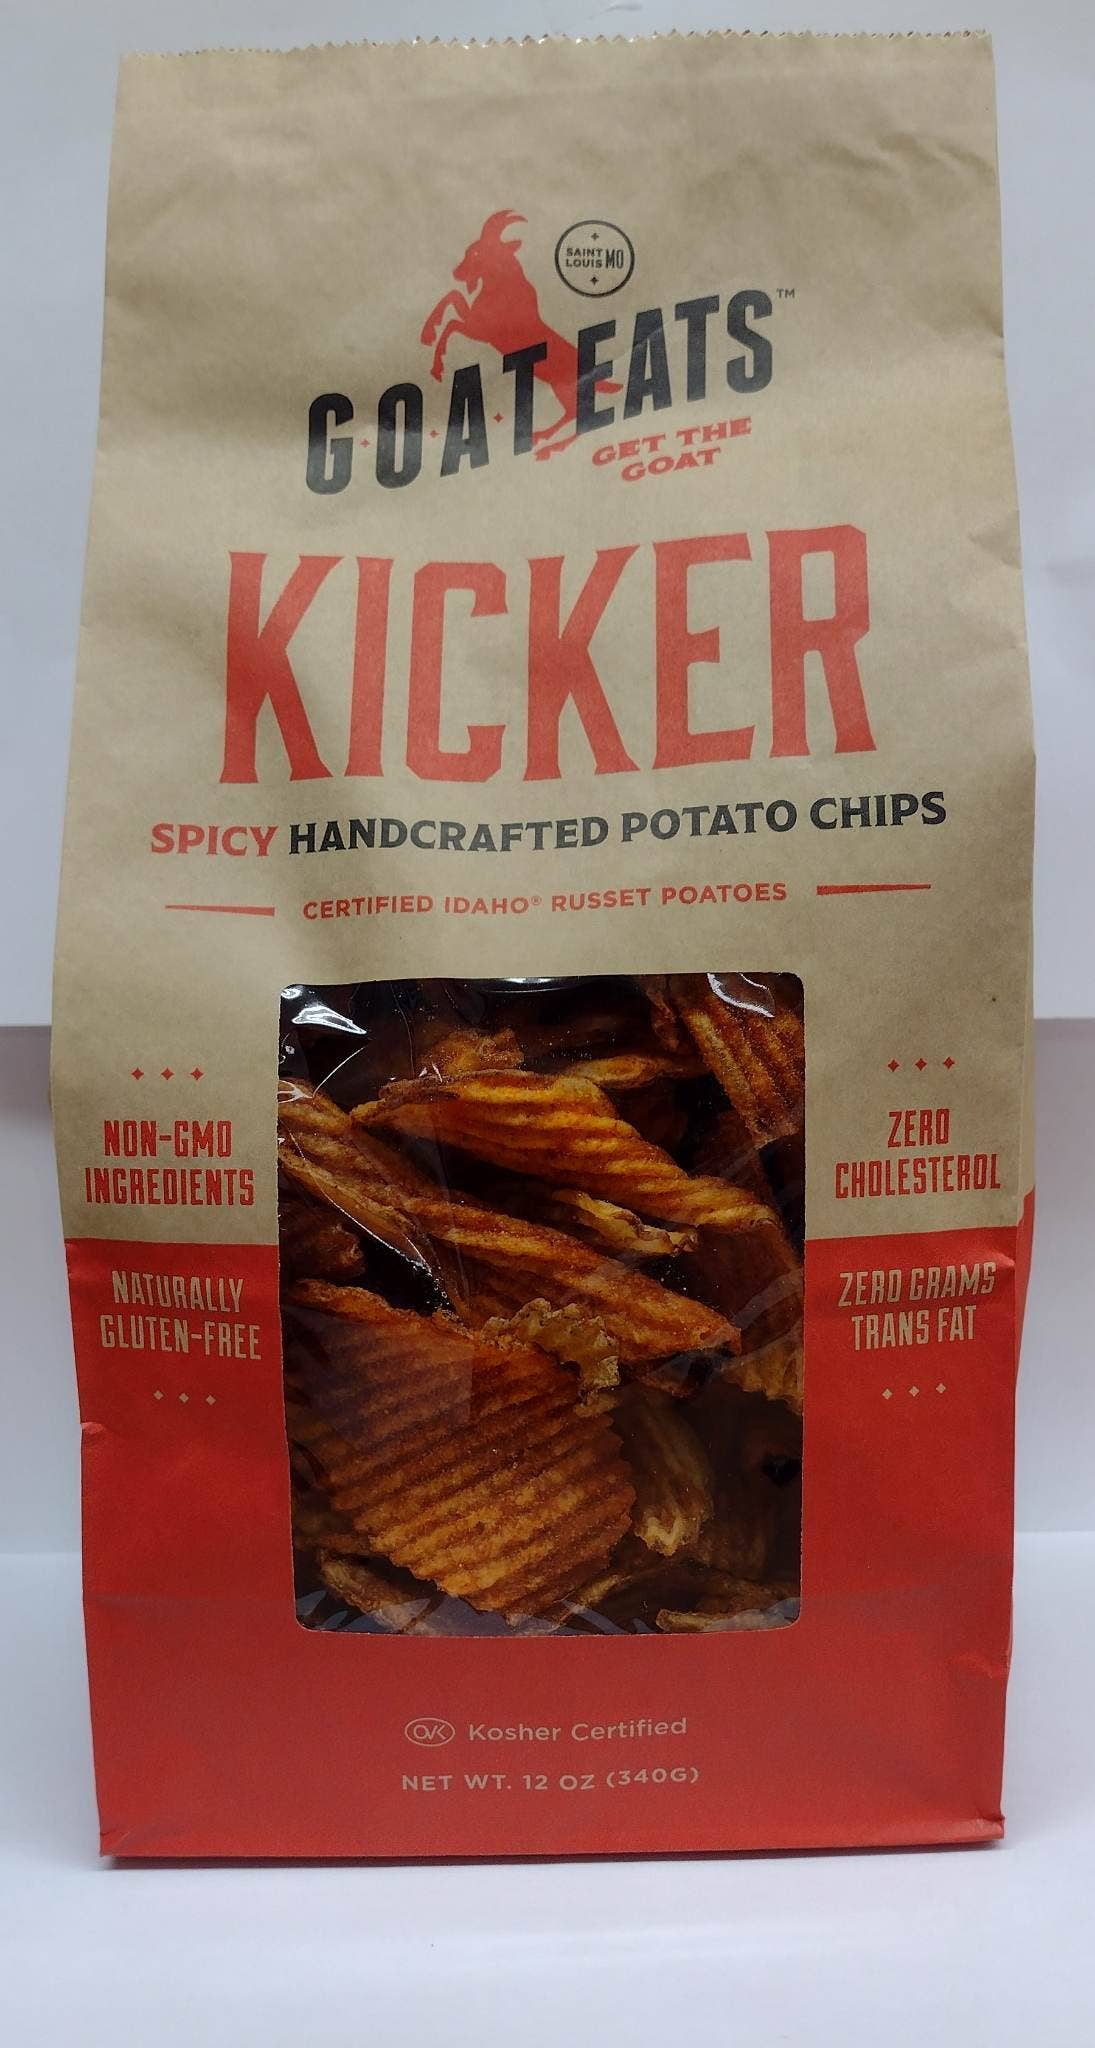 SAINT LOUIS MO
G·O·A·T EATS™
GET THE
GOAT
KICKER
SPICY HANDCRAFTED POTATO CHIPS
CERTIFIED IDAHO® RUSSET POATOES
NON-GMO
INGREDIENTS
ZERO
CHOLESTEROL
NATURALLY
GLUTEN-FREE
ZERO GRAMS
TRANS FAT
OVK Kosher Certified
NET WT. 12 OZ (340G)